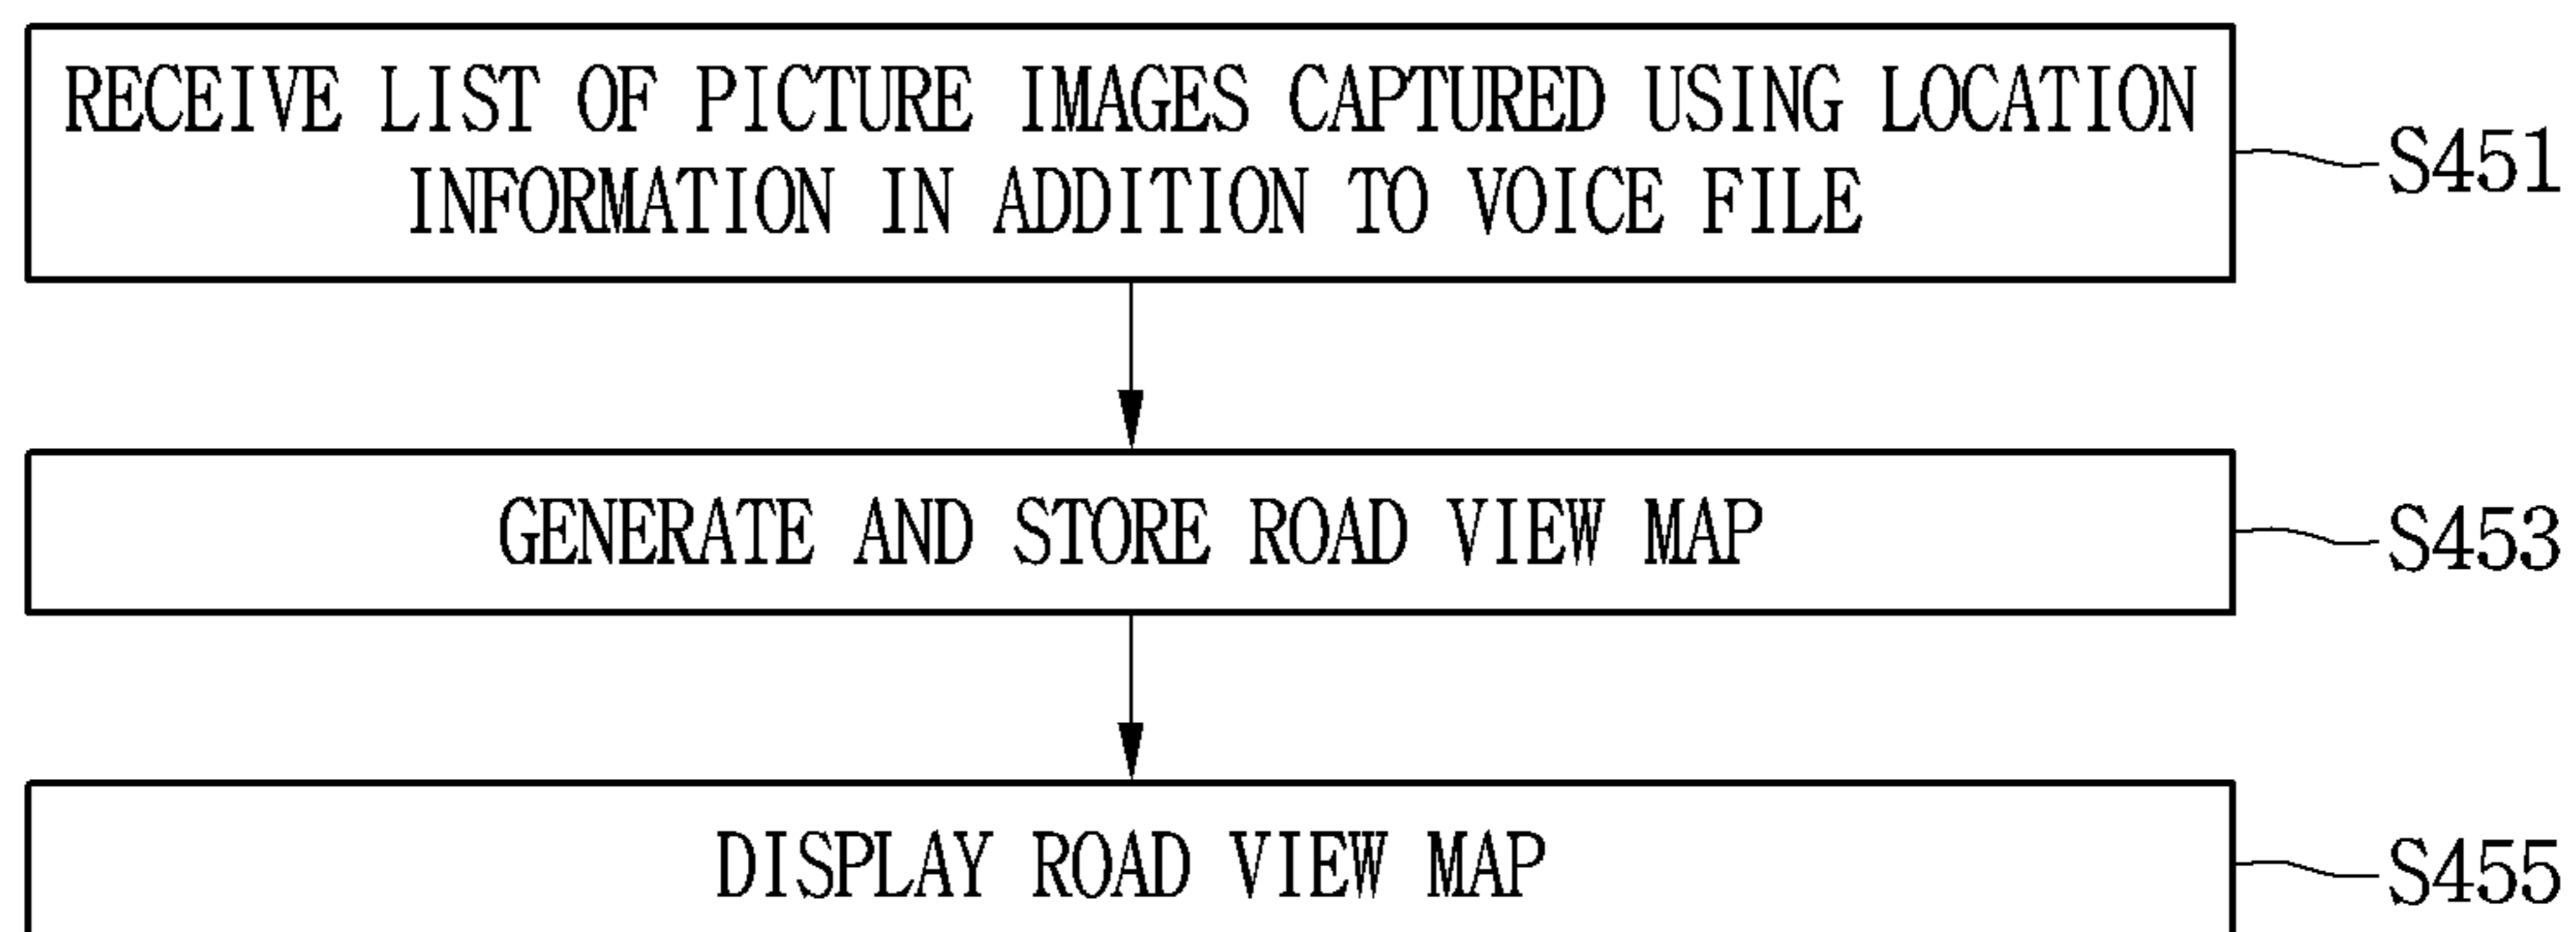 RECEIVE LIST OF PICTURE IMAGES CAPTURED USING LOCATION
INFORMATION IN ADDITION TO VOICE FILE
S451
GENERATE AND STORE ROAD VIEW MAP
S453
DISPLAY ROAD VIEW MAP
S455